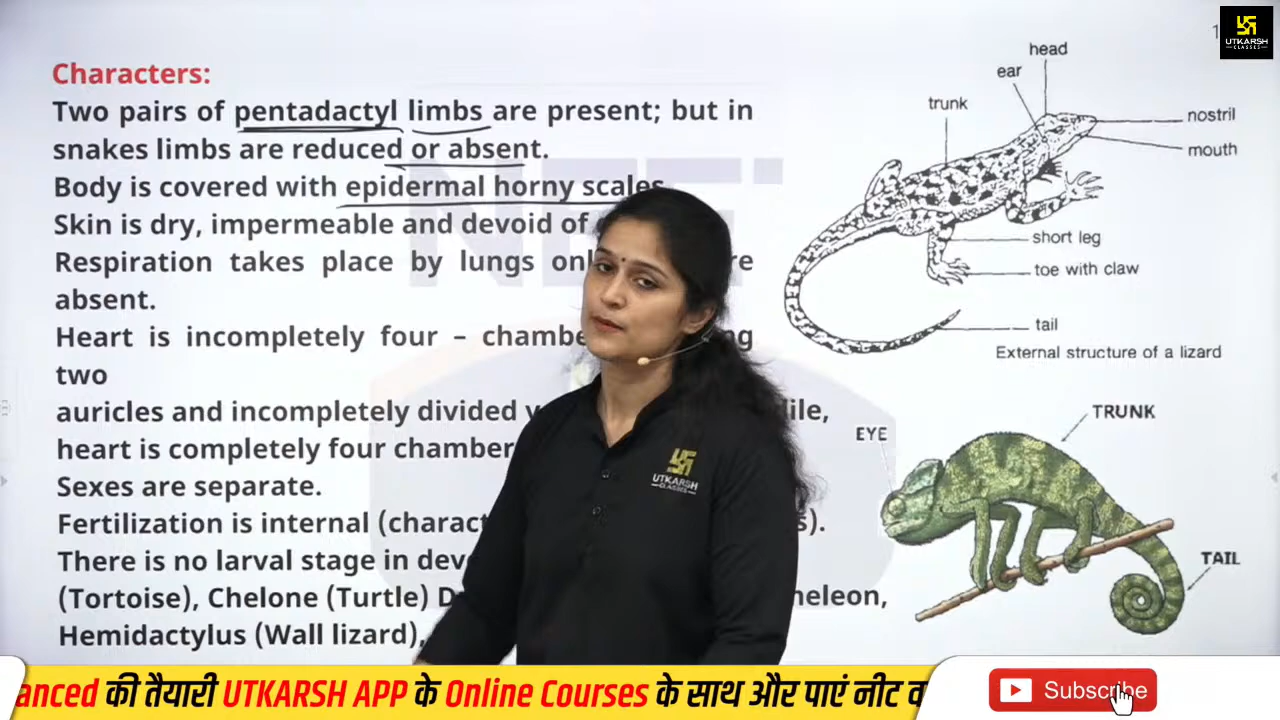 Characters:
Two pairs of pentadactyl limbs are present; but in
snakes limbs are reduced or absent.
Body is covered with epidermal horny scales
Skin is dry, impermeable and devoid of
Respiration takes place by lungs
absent.
Heart is incompletely four –
two
auricles and incompletely divided
heart is completely four
Sexes are separate.
Fertilization is internal
There is no larval stage in
(Tortoise), Chelone (Turtle)
Hemidactylus (Wall lizard),
head
ear
trunk
nostril
mouth
short leg
toe with claw
tail
External structure of a lizard
EYE
TRUNK
TAIL
UTKARSH
CLASSES
UTKARSH
CLASSES
की तैयारी UTKARSH APP के Online Courses के साथ और पाएं नीट
Subscribe